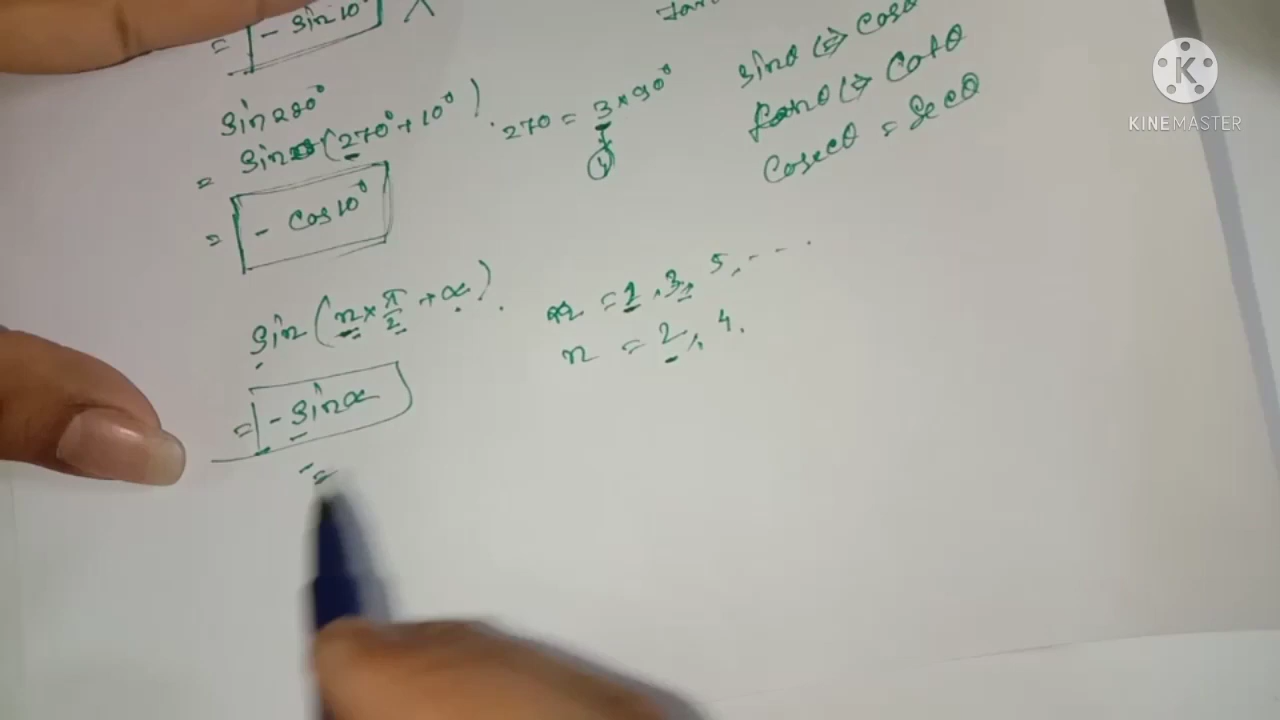 = - sin10° ×
sin280°
= sin (270° + 10°).
= - cos10°
270 = 3 × 90°
sinθ ⇔ cosθ
tanθ ⇔ cotθ
cosecθ = secθ
sin(n × π/2 + α).
n = 1, 3, 5, - - -
n = 2, 4,
= - sinα
- =
KINEMASTER